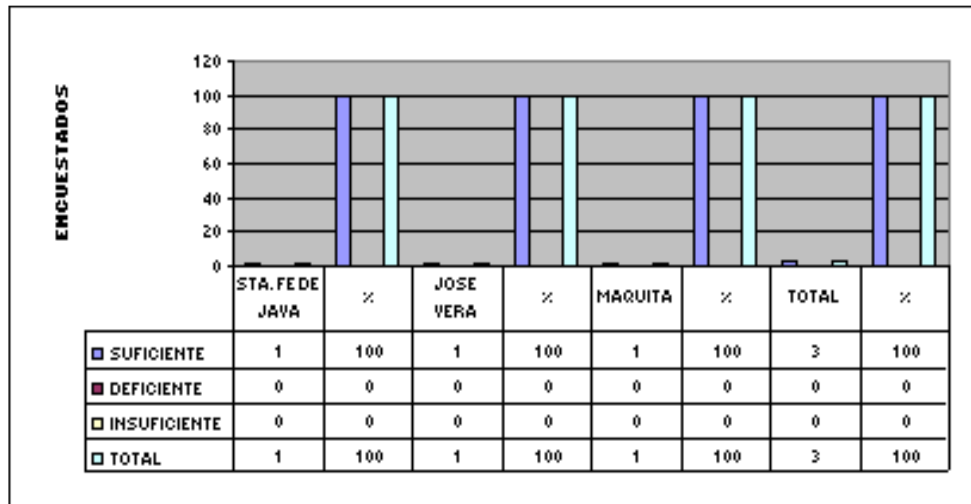 ENCUESTADOS
120
100
80
60
40
20
0
STA.FE DE JAVA % JOSE VERA % MAQUITA % TOTAL %
SUFICIENTE 1 100 1 100 1 100 3 100
DEFICIENTE 0 0 0 0 0 0 0 0
INSUFICIENTE 0 0 0 0 0 0 0 0
TOTAL 1 100 1 100 1 100 3 100